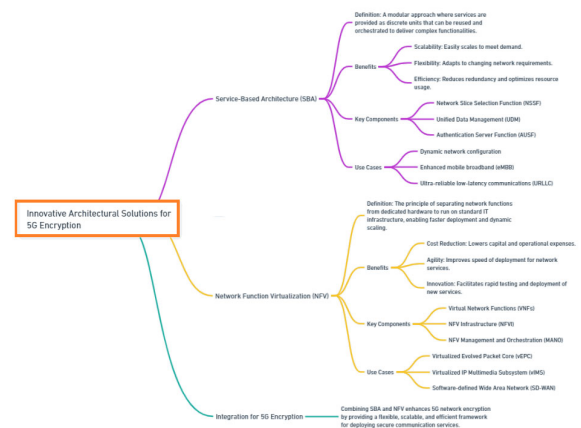 Innovative Architectural Solutions for
5G Encryption
Service-Based Architecture (SBA)
Definition: A modular approach where services are
provided as discrete units that can be reused and
orchestrated to deliver complex functionalities.
Benefits
Scalability: Easily scales to meet demand.
Flexibility: Adapts to changing network requirements.
Efficiency: Reduces redundancy and optimizes resource
usage.
Key Components
Network Slice Selection Function (NSSF)
Unified Data Management (UDM)
Authentication Server Function (AUSF)
Use Cases
Dynamic network configuration
Enhanced mobile broadband (eMBB)
Ultra-reliable low-latency communications (URLLC)
Network Function Virtualization (NFV)
Definition: The principle of separating network functions
from dedicated hardware to run on standard IT
infrastructure, enabling faster deployment and dynamic
scaling.
Benefits
Cost Reduction: Lowers capital and operational expenses.
Agility: Improves speed of deployment for network
services.
Innovation: Facilitates rapid testing and deployment of
new services.
Key Components
Virtual Network Functions (VNFs)
NFV Infrastructure (NFVI)
NFV Management and Orchestration (MANO)
Use Cases
Virtualized Evolved Packet Core (vEPC)
Virtualized IP Multimedia Subsystem (vIMS)
Software-defined Wide Area Network (SD-WAN)
Integration for 5G Encryption
Combining SBA and NFV enhances 5G network encryption
by providing a flexible, scalable, and efficient framework
for deploying secure communication services.